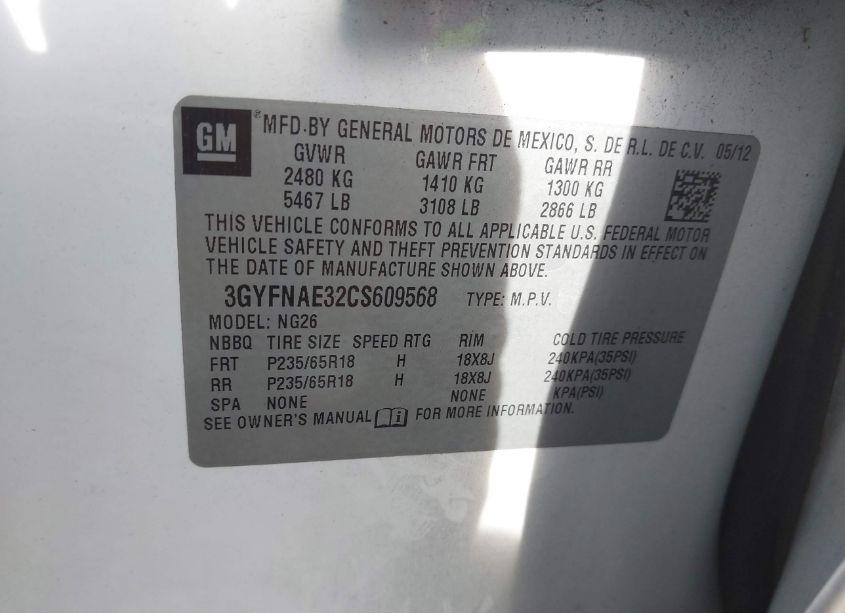 GM ® MFD. BY GENERAL MOTORS DE MEXICO, S. DE R.L. DE C.V. 05/12
GVWR GAWR FRT GAWR RR
2480 KG 1410 KG 1300 KG
5467 LB 3108 LB 2866 LB
THIS VEHICLE CONFORMS TO ALL APPLICABLE U.S. FEDERAL MOTOR
VEHICLE SAFETY AND THEFT PREVENTION STANDARDS IN EFFECT ON
THE DATE OF MANUFACTURE SHOWN ABOVE.
3GYFNAE32CS609568 TYPE: M.P.V.
MODEL: NG26
NBBQ TIRE SIZE SPEED RTG RIM COLD TIRE PRESSURE
FRT P235/65R18 H 18X8J 240KPA(35PSI)
RR P235/65R18 H 18X8J 240KPA(35PSI)
SPA NONE NONE KPA(PSI)
SEE OWNER'S MANUAL i FOR MORE INFORMATION.